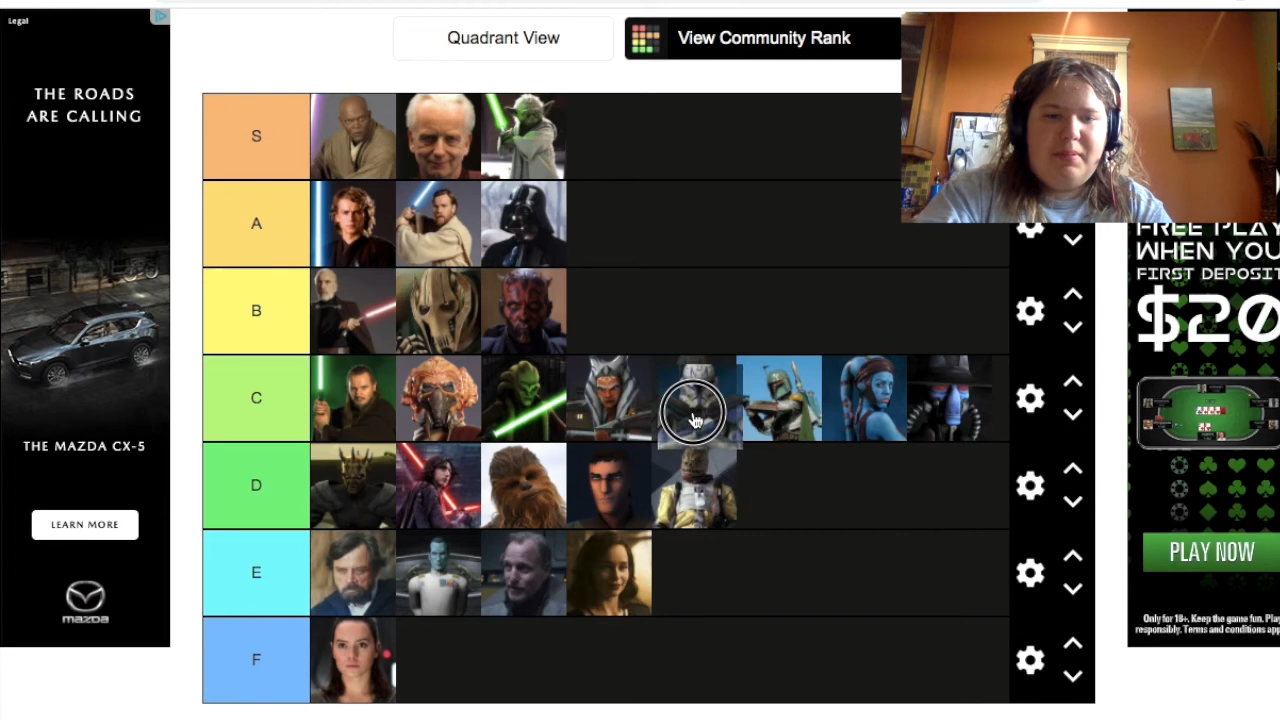 Legal
THE ROADS
ARE CALLING
THE MAZDA CX-5
LEARN MORE
mazda
Quadrant View
View Community Rank
S
A
B
C
D
E
F
FREE PLAY
WHEN YOU
FIRST DEPOSIT
$20
PLAY NOW
Only for 18+. Keep the game fun. Play
responsibly. Terms and conditions app